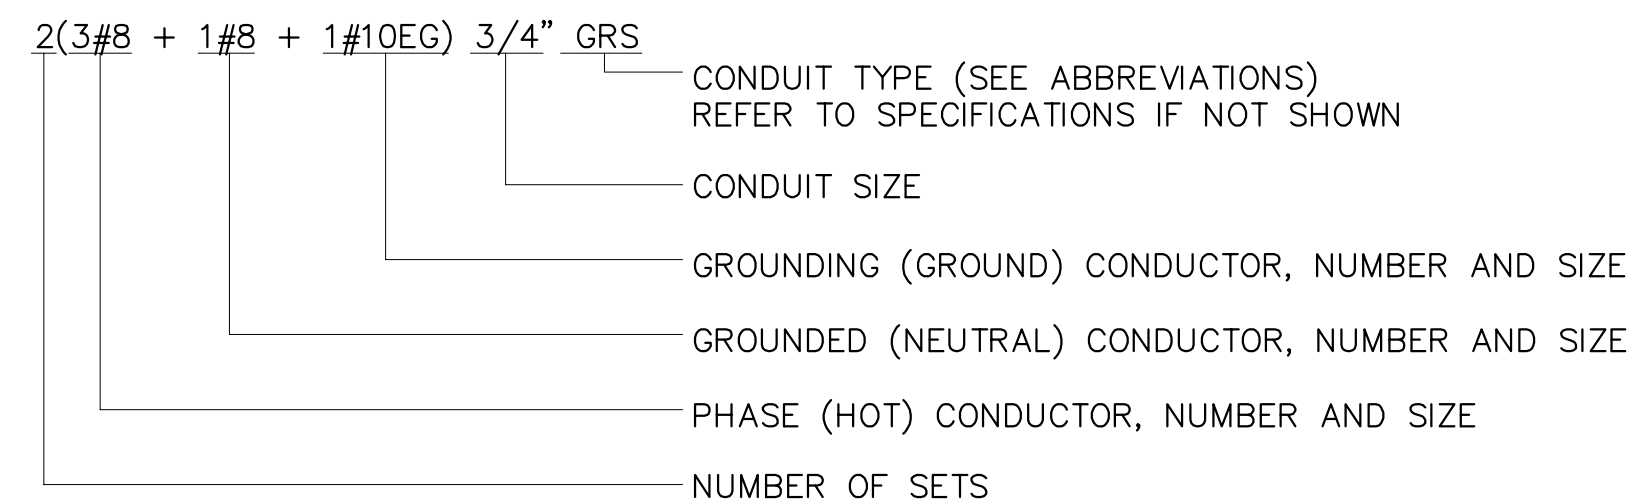 2(3#8 + 1#8 + 1#10EG) 3/4” GRS
CONDUIT TYPE (SEE ABBREVIATIONS)
REFER TO SPECIFICATIONS IF NOT SHOWN
CONDUIT SIZE
GROUNDING (GROUND) CONDUCTOR, NUMBER AND SIZE
GROUNDED (NEUTRAL) CONDUCTOR, NUMBER AND SIZE
PHASE (HOT) CONDUCTOR, NUMBER AND SIZE
NUMBER OF SETS